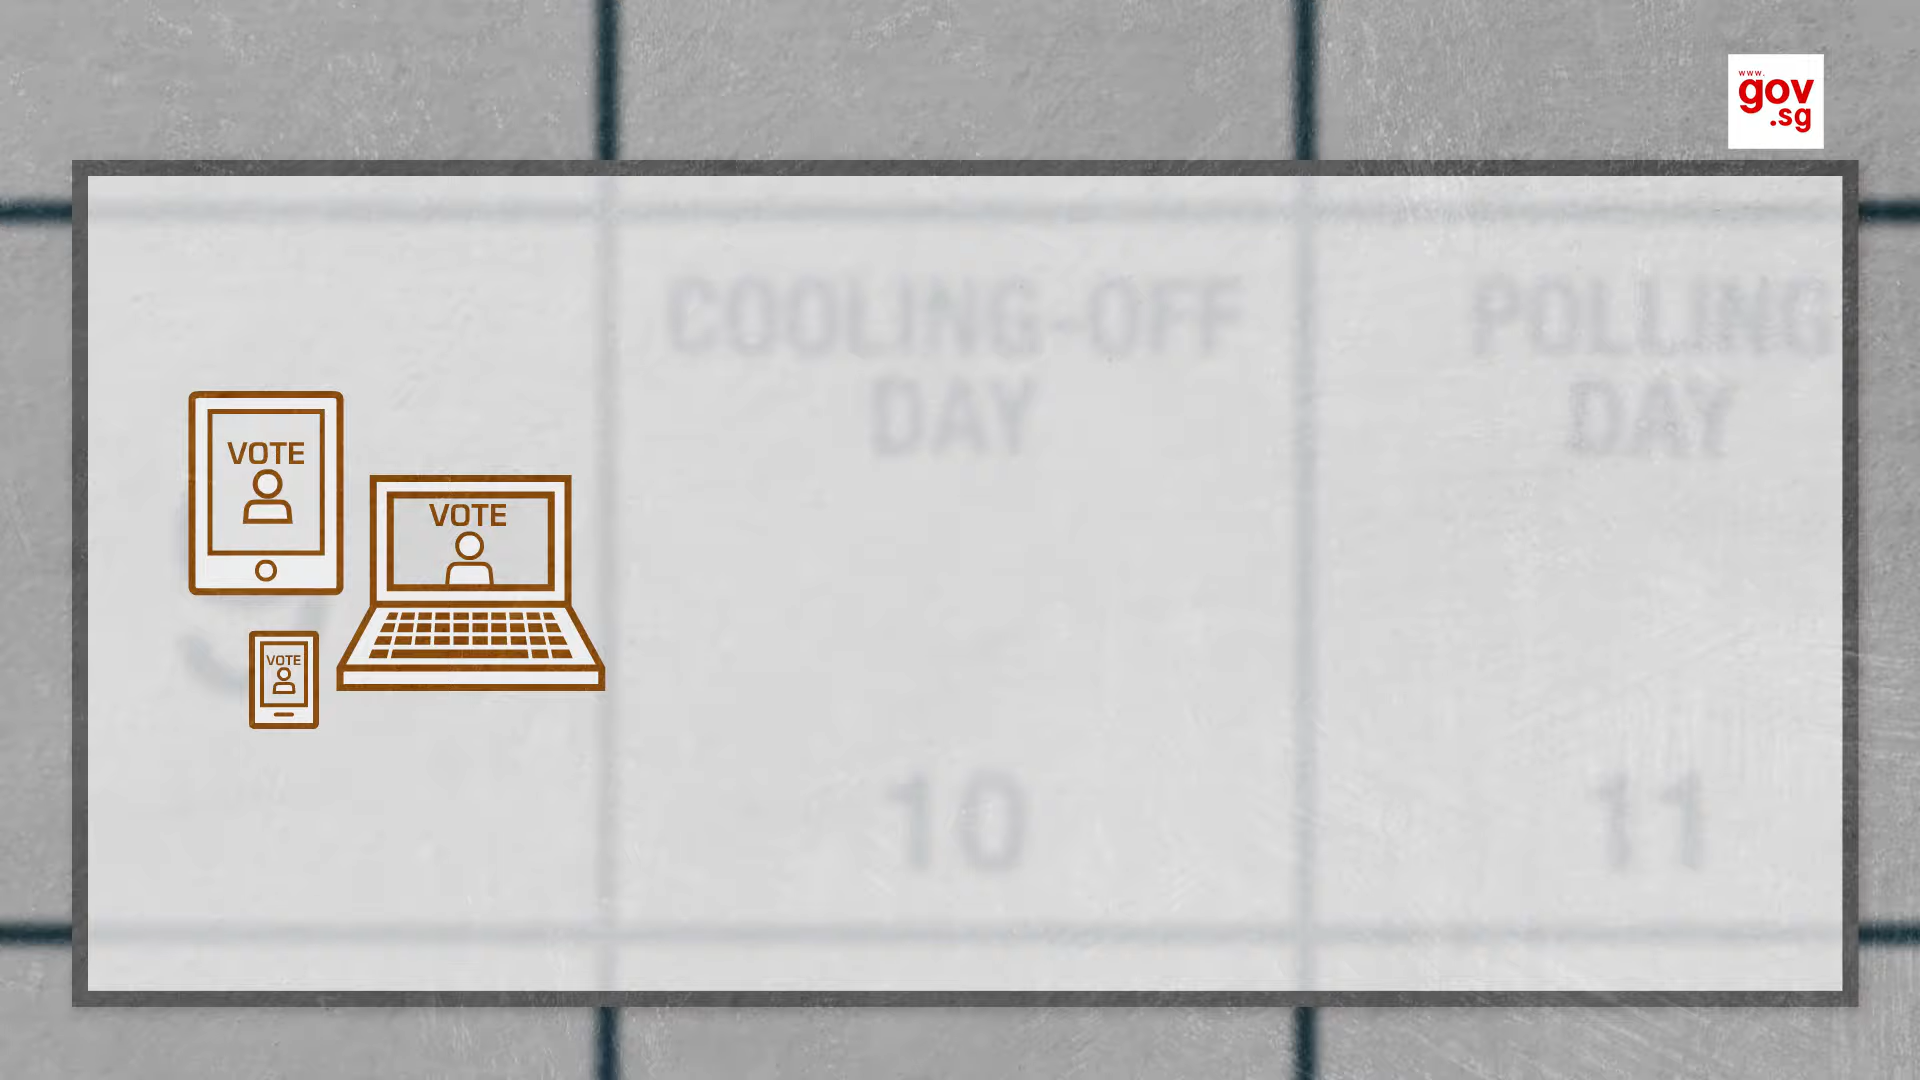 www.
gov
.sg
COOLING-OFF
DAY
POLLING
DAY
VOTE
VOTE
VOTE
10
11